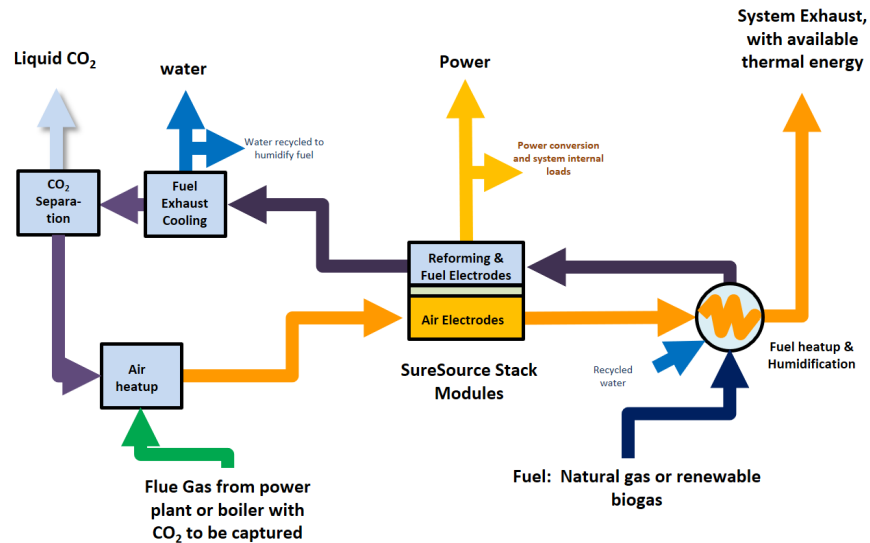 System Exhaust,
with available
thermal energy
Liquid CO₂
water
Power
Water recycled to
humidify fuel
Power conversion
and system internal
loads
CO₂
Separa-
tion
Fuel
Exhaust
Cooling
Reforming &
Fuel Electrodes
Air Electrodes
SureSource Stack
Modules
Recycled
water
Fuel heatup &
Humidification
Air
heatup
Flue Gas from power
plant or boiler with
CO₂ to be captured
Fuel: Natural gas or renewable
biogas